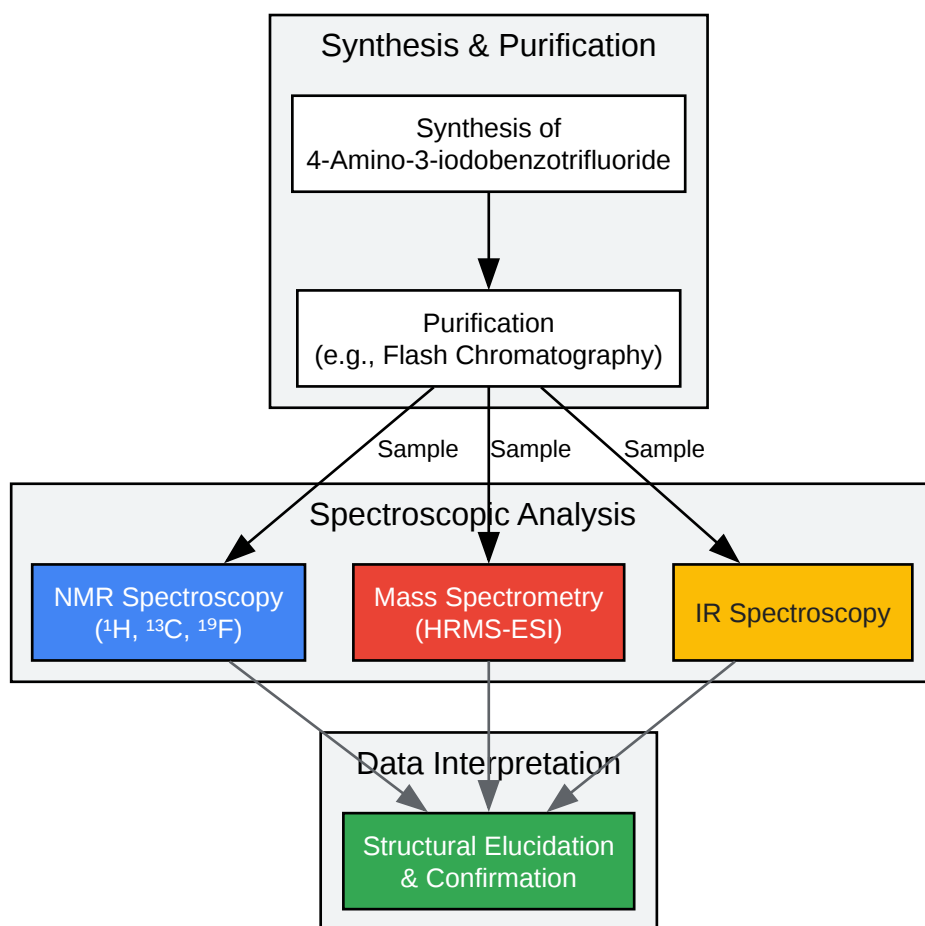 Synthesis & Purification
Synthesis of
4-Amino-3-iodobenzotrifluoride
Purification
(e.g., Flash Chromatography)
Sample
Sample
Sample
Spectroscopic Analysis
NMR Spectroscopy
(¹H, ¹³C, ¹⁹F)
Mass Spectrometry
(HRMS-ESI)
IR Spectroscopy
Data Interpretation
Structural Elucidation
& Confirmation